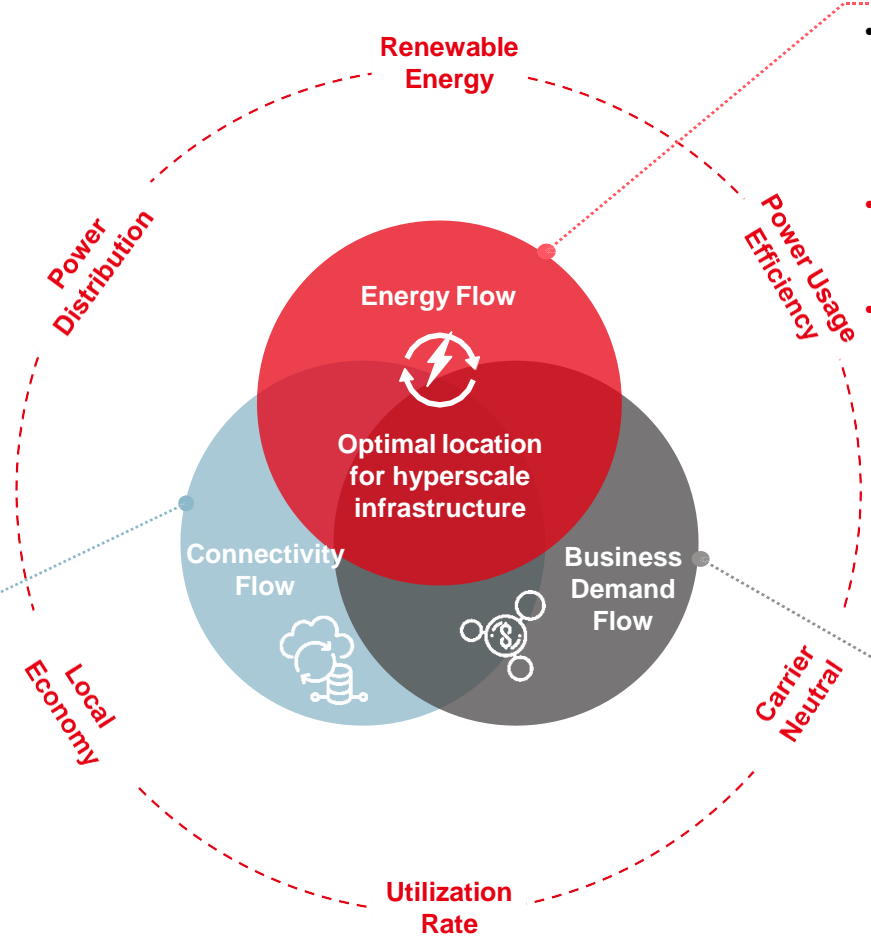 Renewable
Energy
Power
Distribution
Power Usage
Efficiency
Energy Flow
Optimal location
for hyperscale
infrastructure
Connectivity
Flow
Business
Demand
Flow
Local
Economy
Carrier
Neutral
Utilization
Rate